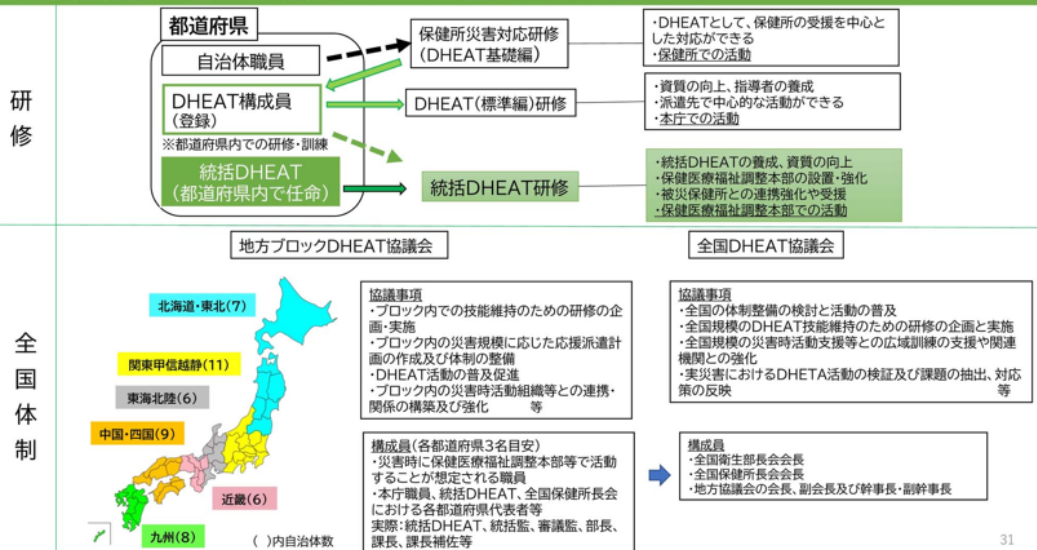 研修
都道府県
自治体職員
DHEAT構成員
(登録)
※都道府県内での研修・訓練
統括DHEAT
(都道府県内で任命)
保健所災害対応研修
(DHEAT基礎編)
DHEAT(標準編)研修
統括DHEAT研修
・DHEATとして、保健所の受援を中心と
した対応ができる
・保健所での活動
・資質の向上、指導者の養成
・派遣先で中心的な活動ができる
・本庁での活動
・統括DHEATの養成、資質の向上
・保健医療福祉調整本部の設置・強化
・被災保健所との連携強化や受援
・保健医療福祉調整本部での活動
全国体制
地方ブロックDHEAT協議会
北海道・東北(7)
関東甲信越静(11)
東海北陸(6)
中国・四国(9)
近畿(6)
九州(8)
( )内自治体数
協議事項
・ブロック内での技能維持のための研修の企
画・実施
・ブロック内の災害規模に応じた応援派遣計
画の作成及び体制の整備
・DHEAT活動の普及促進
・ブロック内の災害時活動組織等との連携・
関係の構築及び強化 等
構成員(各都道府県3名目安)
・災害時に保健医療福祉調整本部等で活動
することが想定される職員
・本庁職員、統括DHEAT、全国保健所長会
における各都道府県代表者等
実際:統括DHEAT、統括監、審議監、部長、
課長、課長補佐等
全国DHEAT協議会
協議事項
・全国の体制整備の検討と活動の普及
・全国規模のDHEAT技能維持のための研修の企画と実施
・全国規模の災害時活動支援等との広域訓練の支援や関連
機関との強化
・実災害におけるDHETA活動の検証及び課題の抽出、対応
策の反映 等
構成員
・全国衛生部長会会長
・全国保健所長会会長
・地方協議会の会長、副会長及び幹事長・副幹事長
31